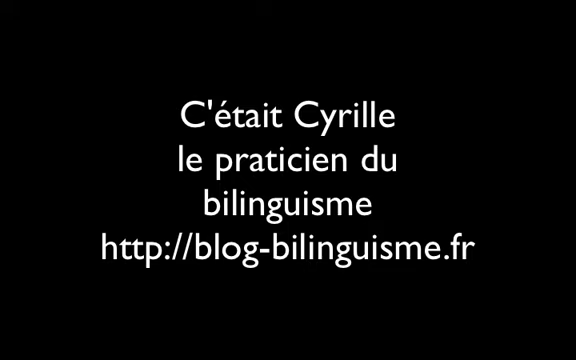 C'était Cyrille
le praticien du
bilinguisme
http://blog-bilinguisme.fr